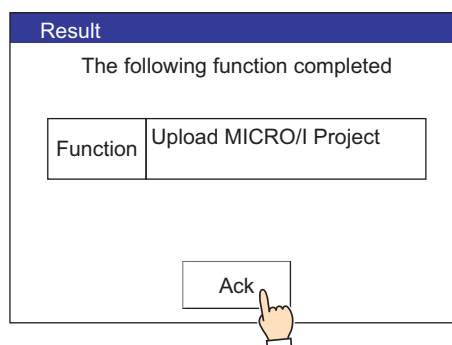 Result
The following function completed
Function
Upload MICRO/I Project
Ack